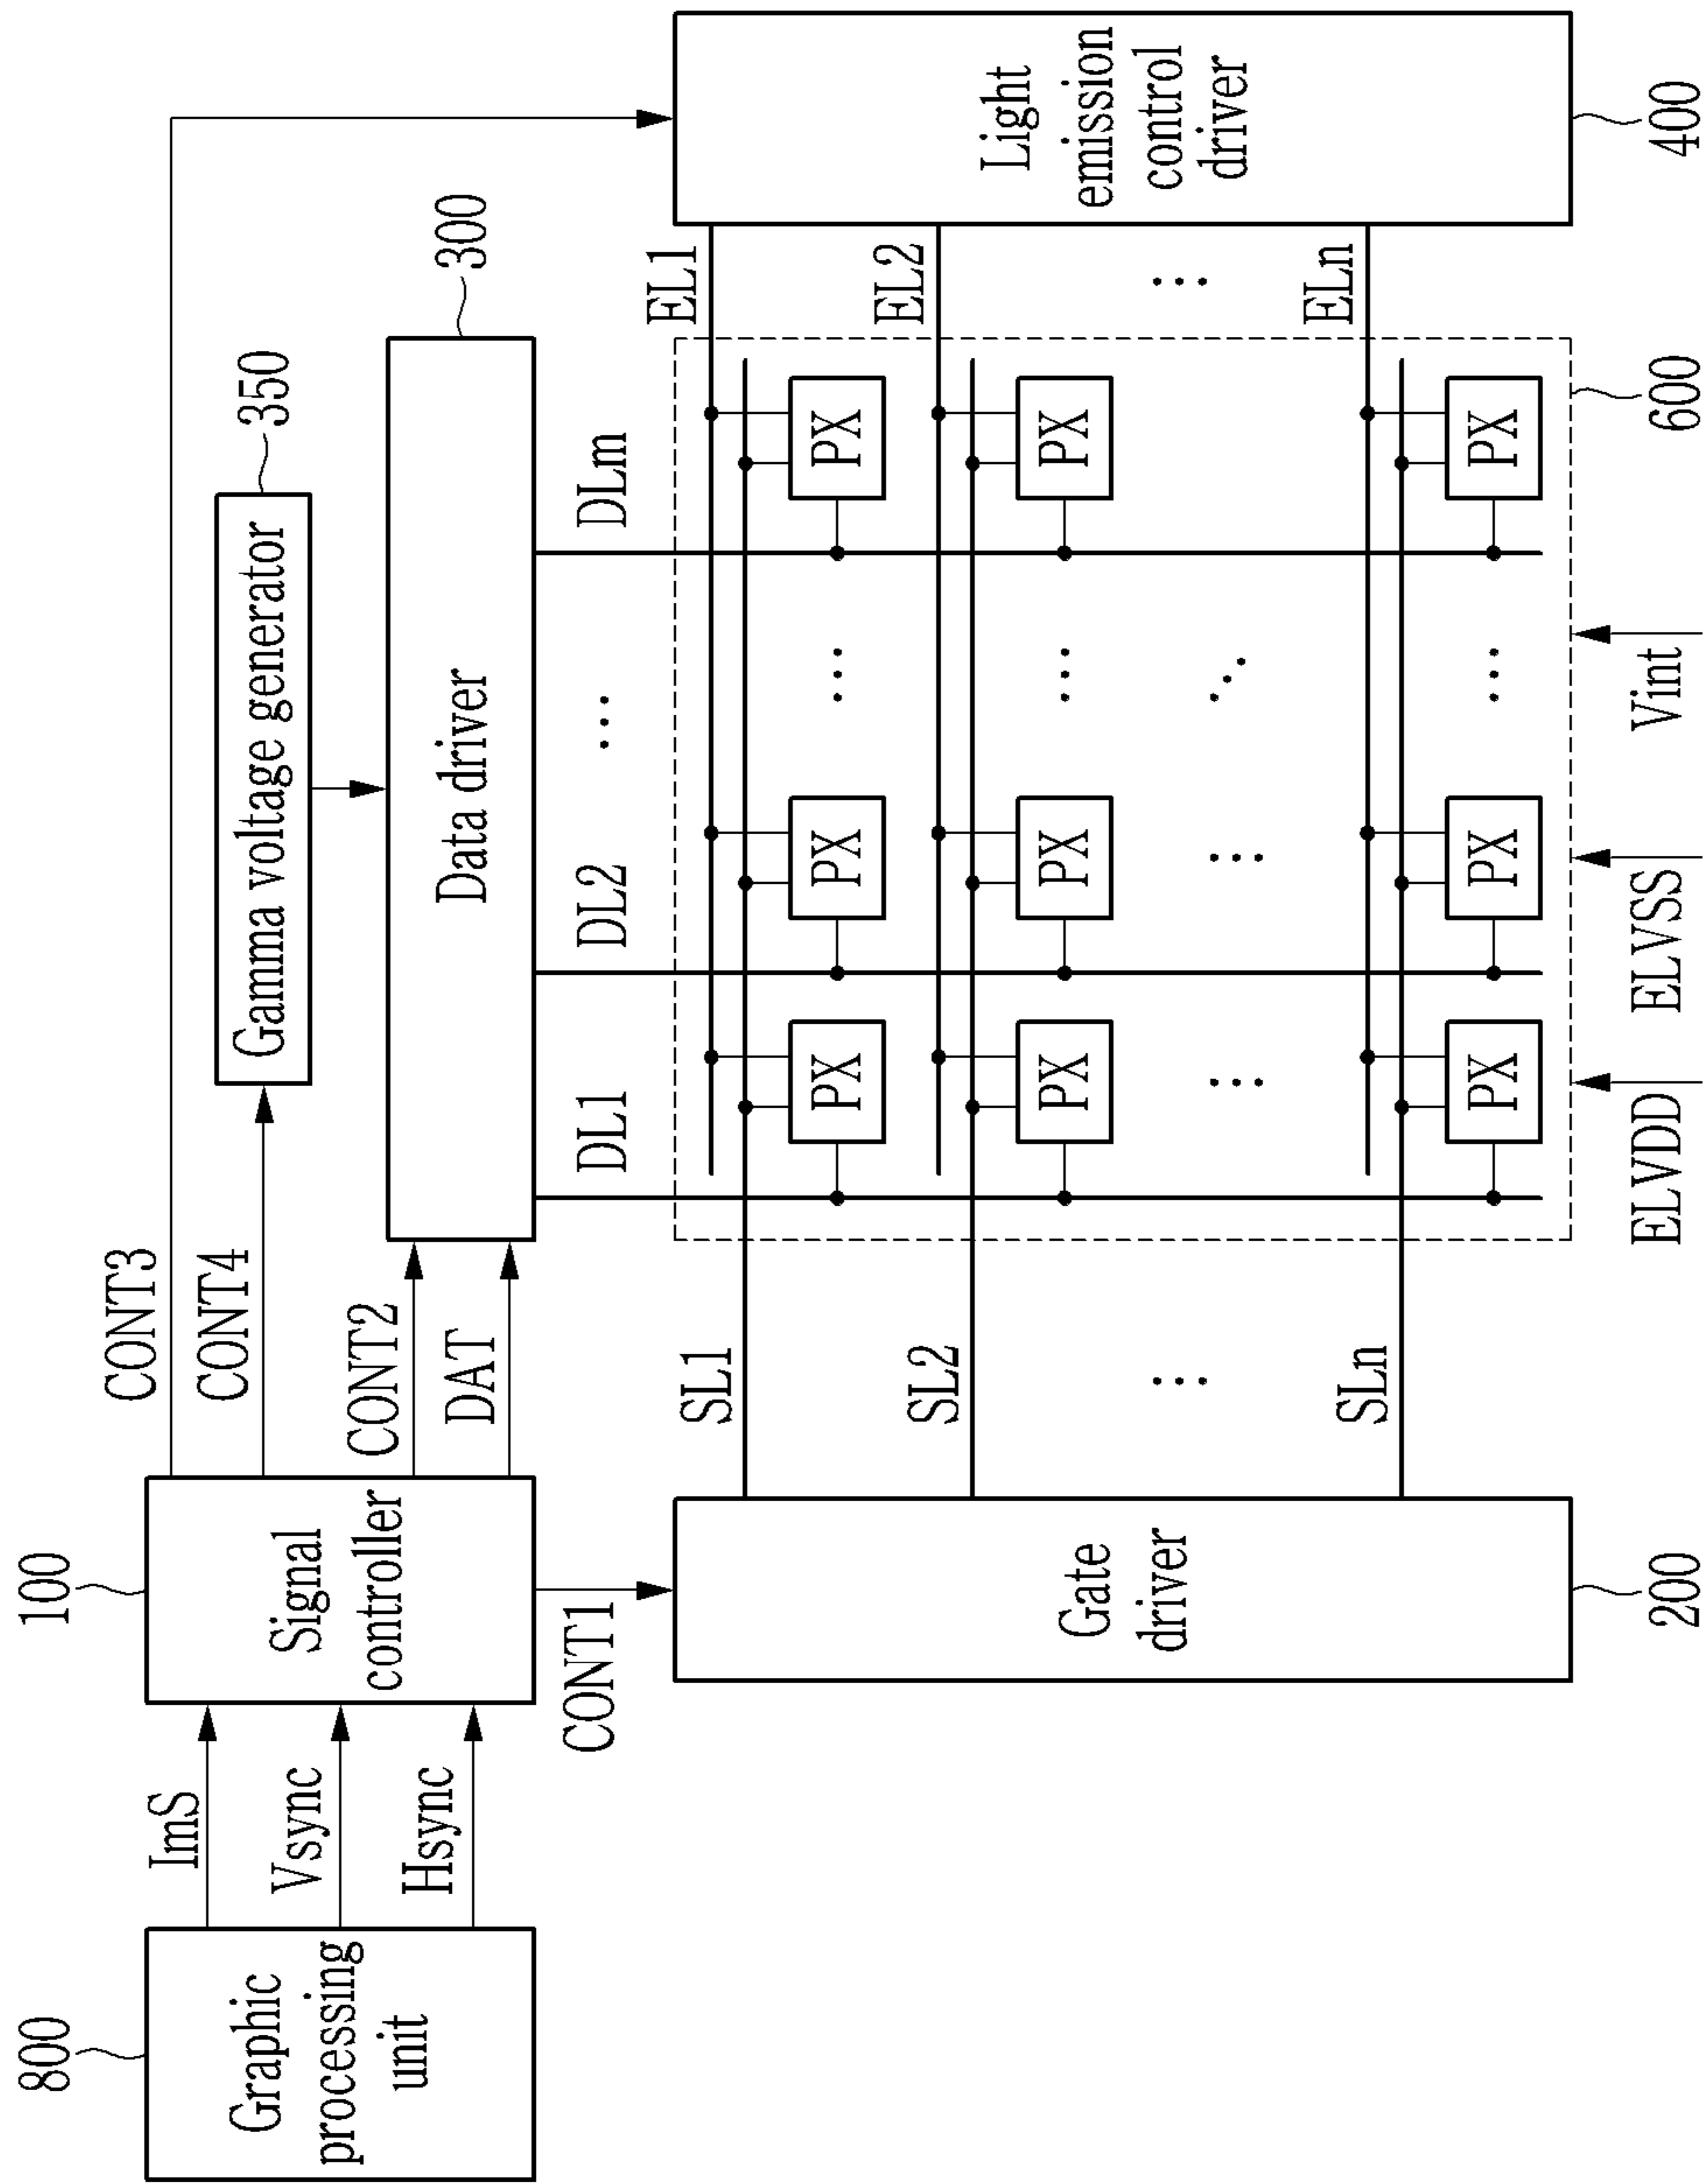 800
Graphic
processing
unit
ImS
Vsync
Hsync
100
Signal
controller
CONT3
CONT4
CONT2
DAT
CONT1
Gamma voltage generator
350
Data driver
300
DL1
DL2
...
DLm
Gate
driver
200
SL1
SL2
...
SLn
PX
PX
...
PX
PX
PX
...
PX
...
...
...
PX
PX
...
PX
EL1
EL2
...
ELn
Light
emission
control
driver
400
600
ELVDD
ELVSS
Vint